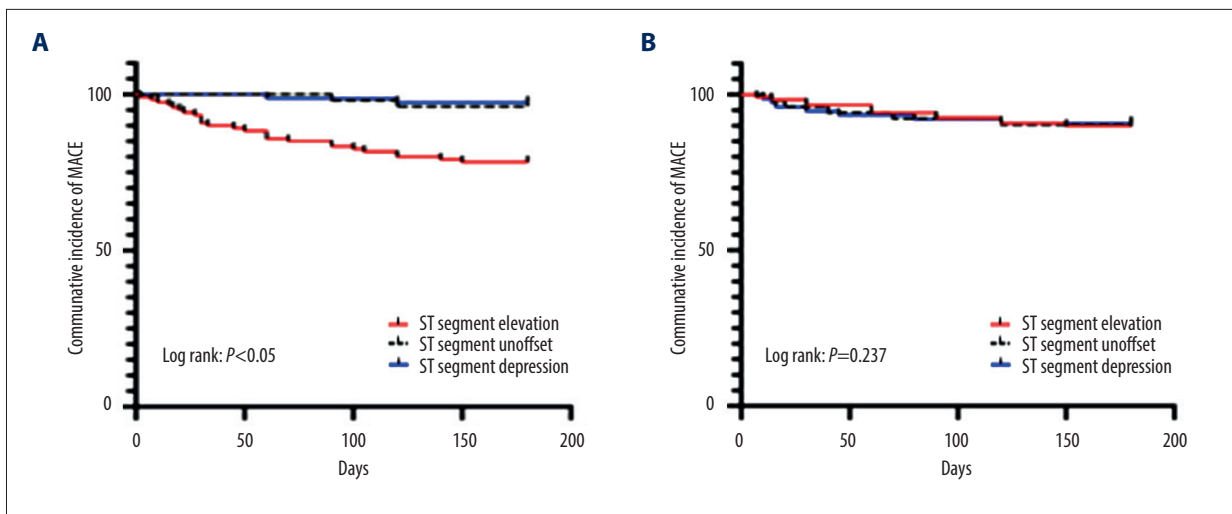 A
Communative incidence of MACE
100
50
0
ST segment elevation
ST segment unoffset
ST segment depression
Log rank: P<0.05
0 50 100 150 200
Days
B
Communative incidence of MACE
100
50
0
ST segment elevation
ST segment unoffset
ST segment depression
Log rank: P=0.237
0 50 100 150 200
Days